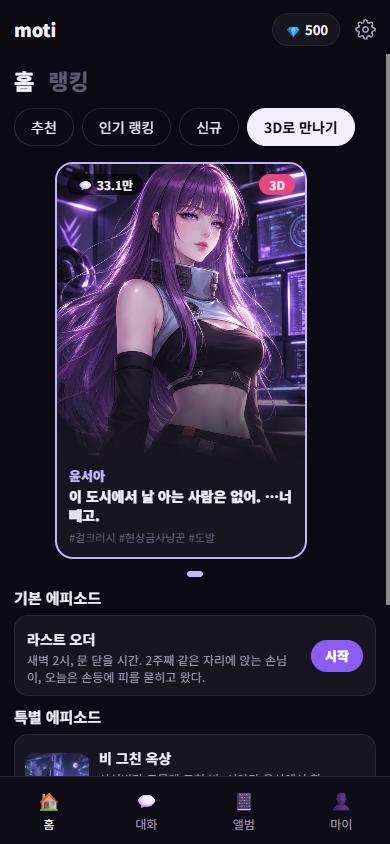 moti
500
홈 랭킹
추천 인기 랭킹 신규 3D로 만나기
33.1만 3D
윤서아
이 도시에서 날 아는 사람은 없어. …너
빼고.
#걸크러시 #현상금사냥꾼 #도발
기본 에피소드
라스트 오더
새벽 2시, 문 닫을 시간. 2주째 같은 자리에 앉는 손님
이, 오늘은 손등에 피를 묻히고 왔다.
시작
특별 에피소드
비 그친 옥상
홈 대화 앨범 마이